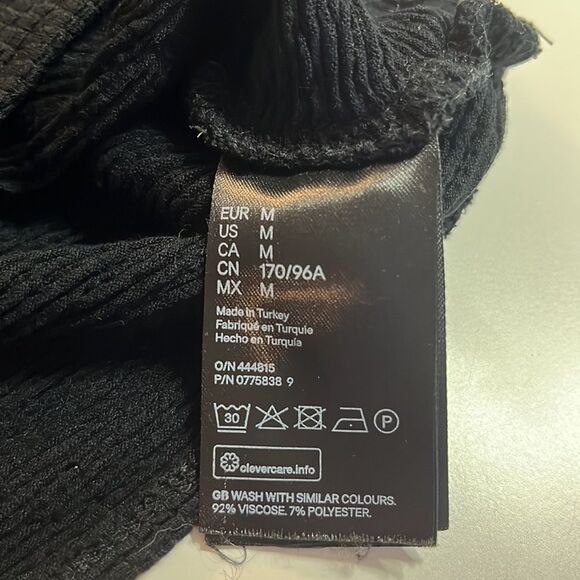 EUR M
US M
CA M
CN 170/96A
MX M
Made in Turkey
Fabriqué en Turquie
Hecho en Turquía
O/N 444815
P/N 0775838 9
30 P
clevercare.info
GB WASH WITH SIMILAR COLOURS.
92% VISCOSE. 7% POLYESTER.